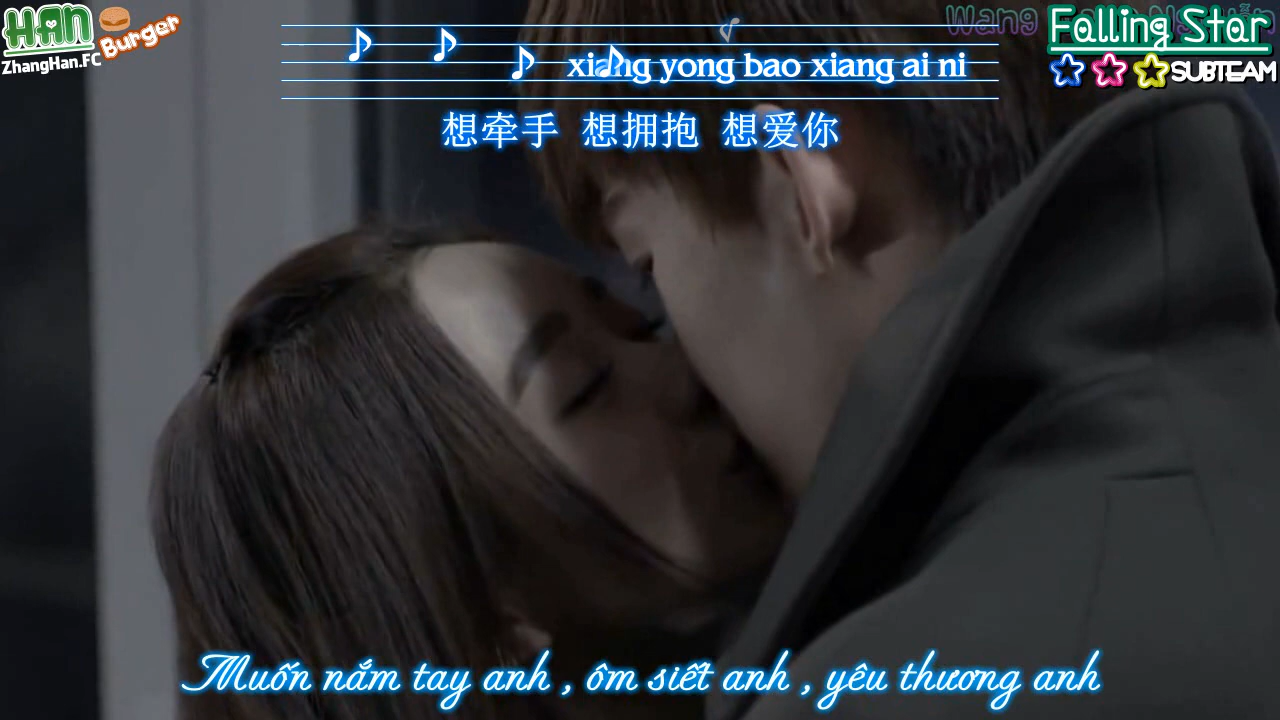 HAN Burger
ZhangHan.FC
Wang
Falling Star
SUBTEAM
xiang yong bao xiang ai ni
想牵手 想拥抱 想爱你
Muốn nắm tay anh , ôm siết anh , yêu thương anh